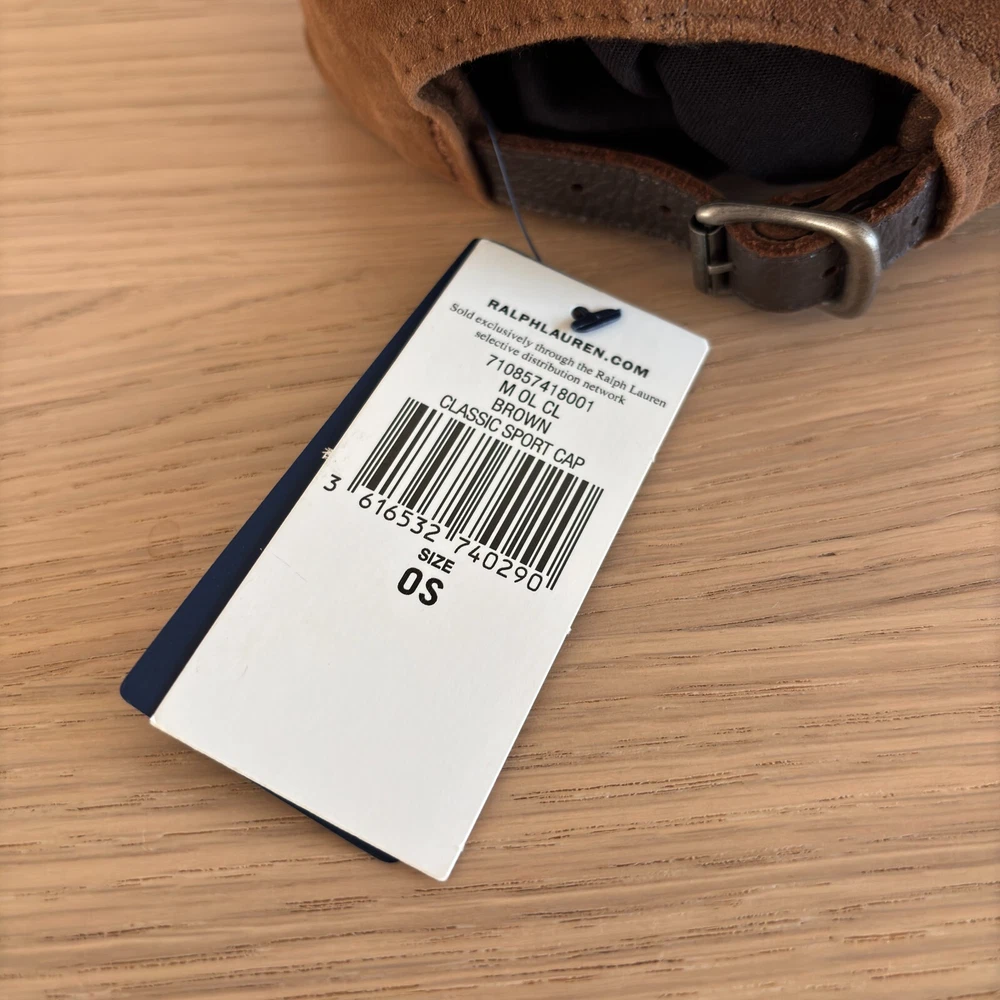 RALPHLAUREN.COM
Sold exclusively through the Ralph Lauren
selective distribution network
710857418001
M OL CL
BROWN
CLASSIC SPORT CAP
3 616532 740290
SIZE
OS